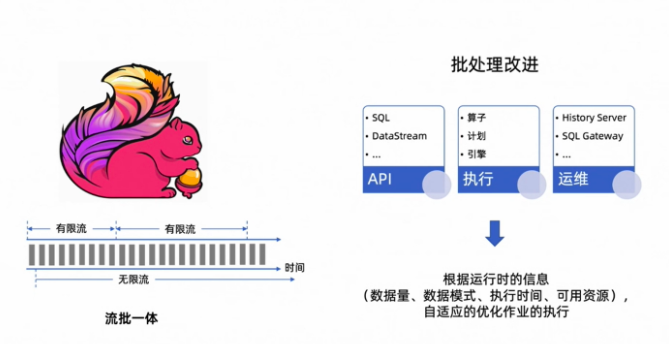 有限流
有限流
时间
无限流
流批一体
批处理改进
• SQL
• DataStream
• ...
API
• 算子
• 计划
• 引擎
执行
• History Server
• SQL Gateway
• ...
运维
根据运行时的信息
（数据量、数据模式、执行时间、可用资源），
自适应的优化作业的执行